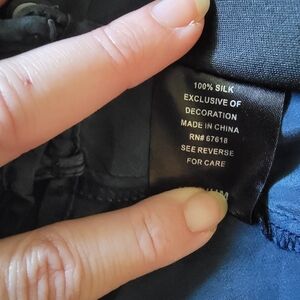 100% SILK
EXCLUSIVE OF
DECORATION
MADE IN CHINA
RN# 67618
SEE REVERSE
FOR CARE